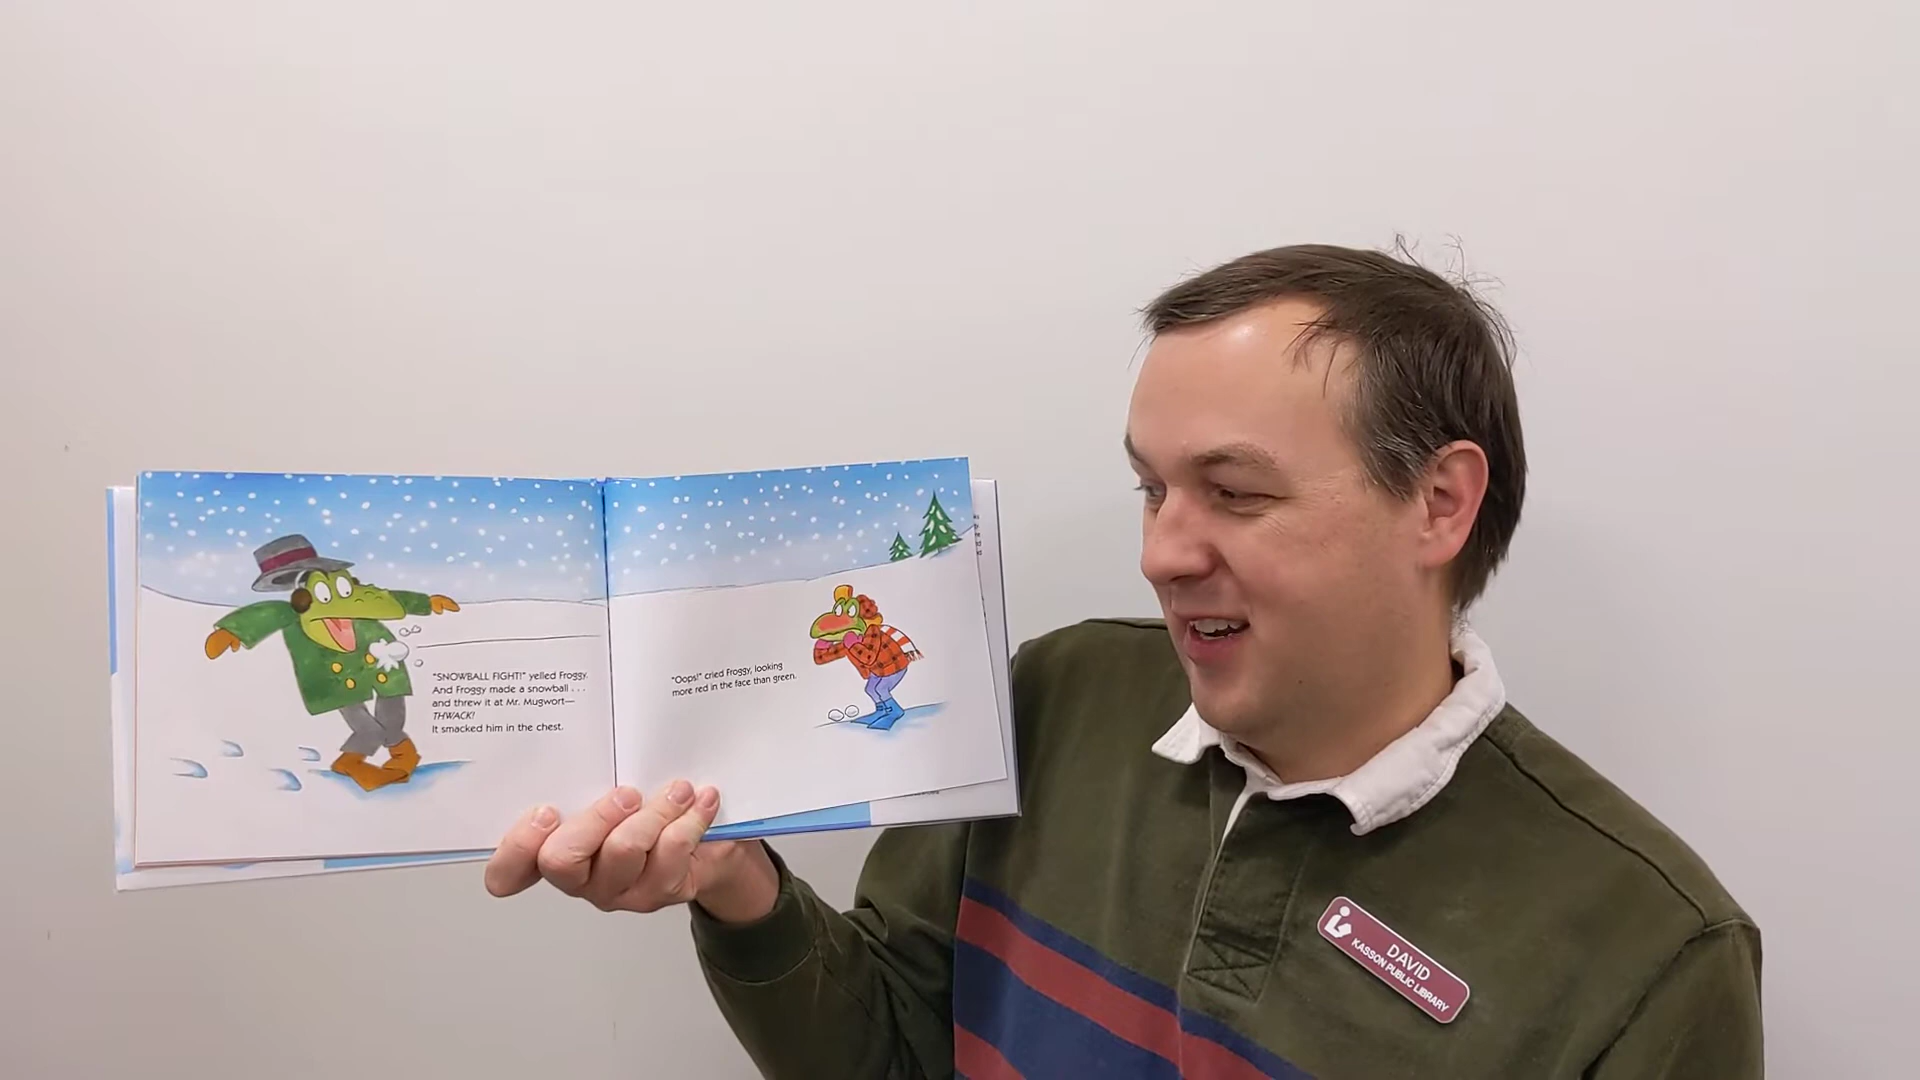 "SNOWBALL FIGHT!" yelled Froggy.
And Froggy made a snowball . . .
and threw it at Mr. Mugwort—
THWACK!
It smacked him in the chest.
"Oops!" cried Froggy, looking
more red in the face than green.
DAVID
KASSON PUBLIC LIBRARY